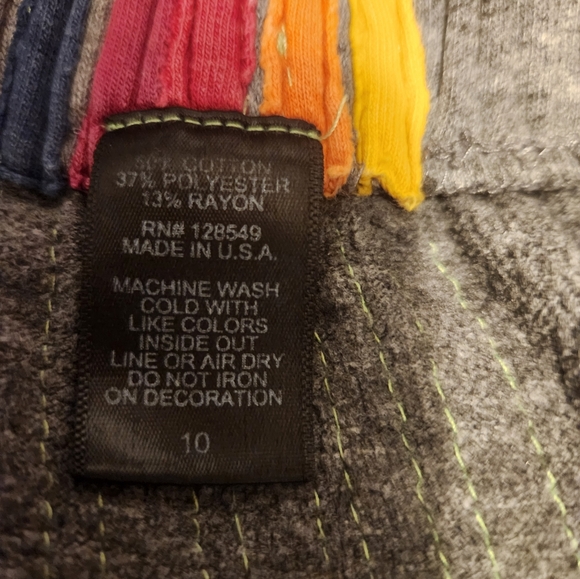 50% COTTON
37% POLYESTER
13% RAYON
RN# 128549
MADE IN U.S.A.
MACHINE WASH
COLD WITH
LIKE COLORS
INSIDE OUT
LINE OR AIR DRY
DO NOT IRON
ON DECORATION
10